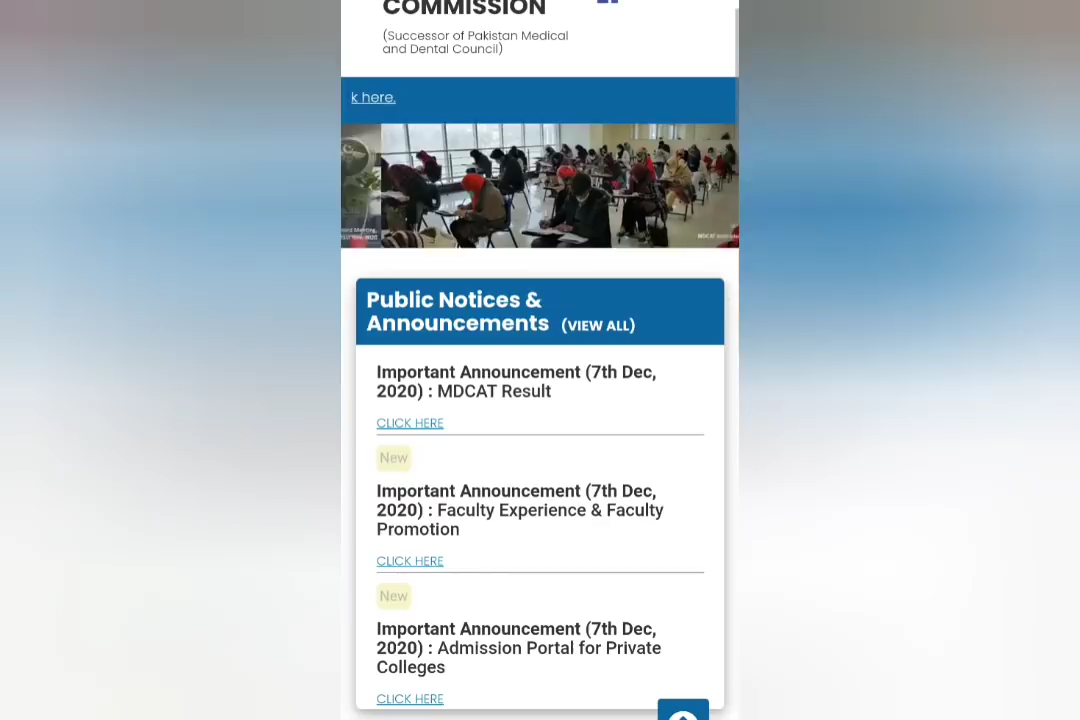 COMMISSION
(Successor of Pakistan Medical
and Dental Council)
k here.
Public Notices &
Announcements (VIEW ALL)
Important Announcement (7th Dec,
2020) : MDCAT Result
CLICK HERE
New
Important Announcement (7th Dec,
2020) : Faculty Experience & Faculty
Promotion
CLICK HERE
New
Important Announcement (7th Dec,
2020) : Admission Portal for Private
Colleges
CLICK HERE